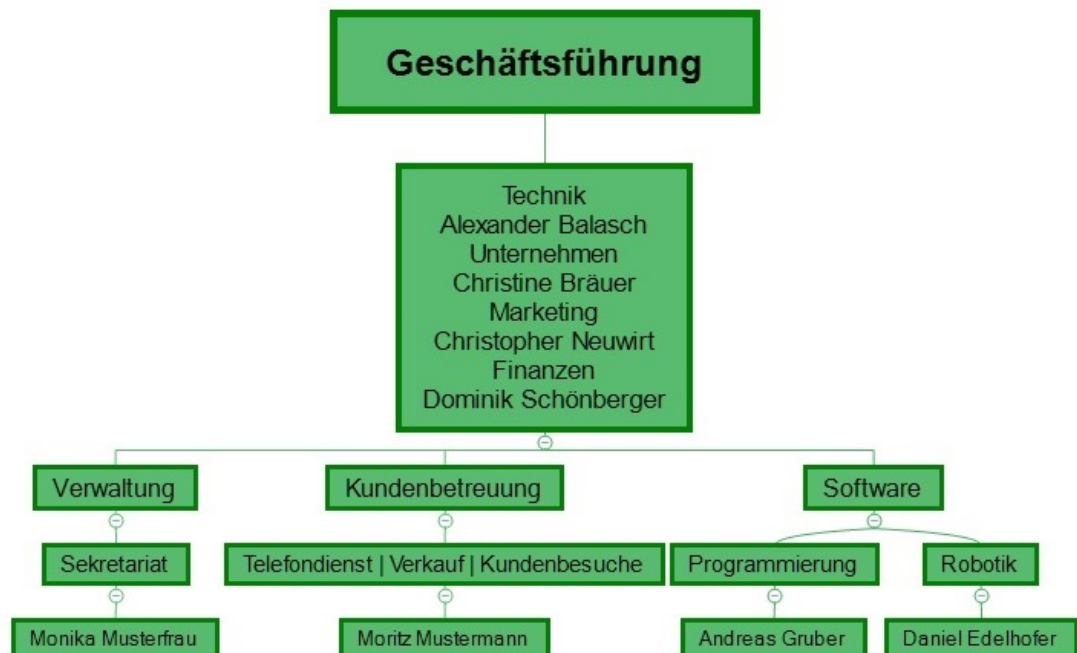 Geschäftsführung
Technik
Alexander Balasch
Unternehmen
Christine Bräuer
Marketing
Christopher Neuwirt
Finanzen
Dominik Schönberger
Verwaltung
Kundenbetreuung
Software
Sekretariat
Telefondienst | Verkauf | Kundenbesuche
Programmierung
Robotik
Monika Musterfrau
Moritz Mustermann
Andreas Gruber
Daniel Edelhofer